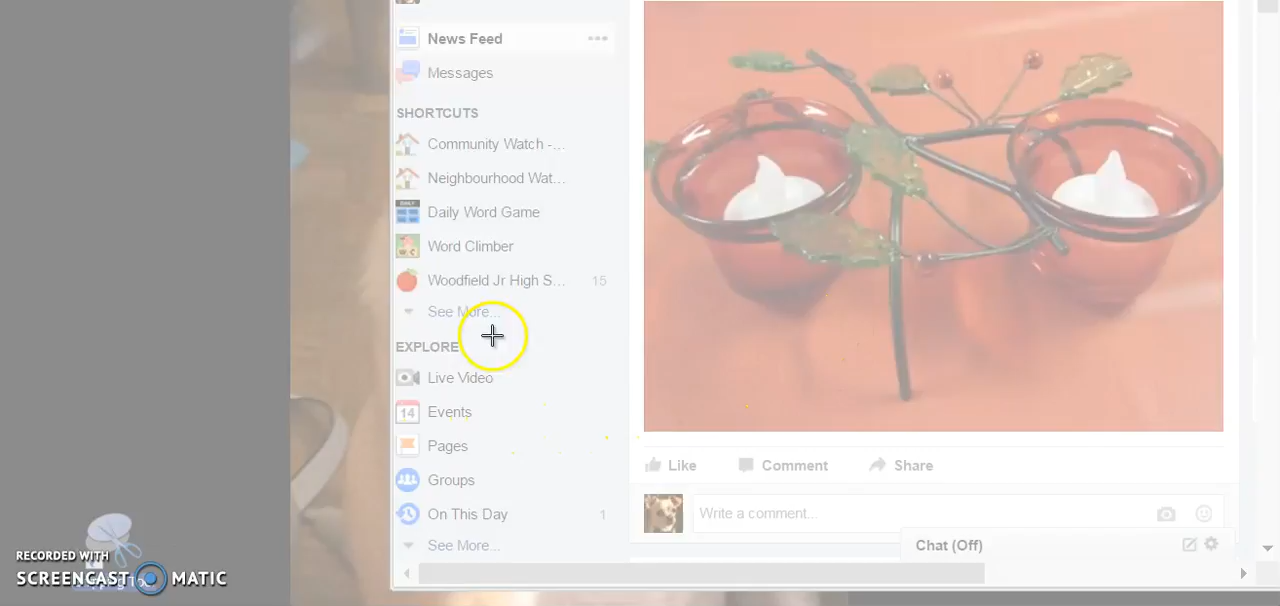 News Feed
Messages
SHORTCUTS
Community Watch -...
Neighbourhood Wat...
DAILY
Daily Word Game
Word Climber
Woodfield Jr High S... 15
See More...
EXPLORE
Live Video
14 Events
Pages
Groups
On This Day 1
See More...
Like Comment Share
Write a comment...
Chat (Off)
RECORDED WITH
SCREENCAST MATIC